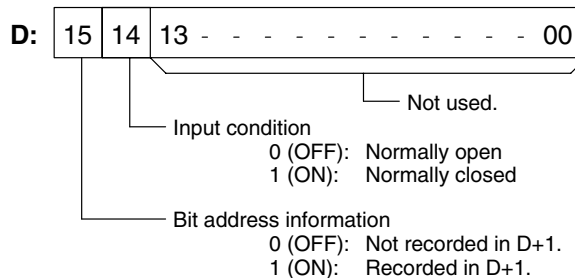 D: 15 14 13 - - - - - - - - - - - - 00
Not used.
Input condition
0 (OFF): Normally open
1 (ON): Normally closed
Bit address information
0 (OFF): Not recorded in D+1.
1 (ON): Recorded in D+1.